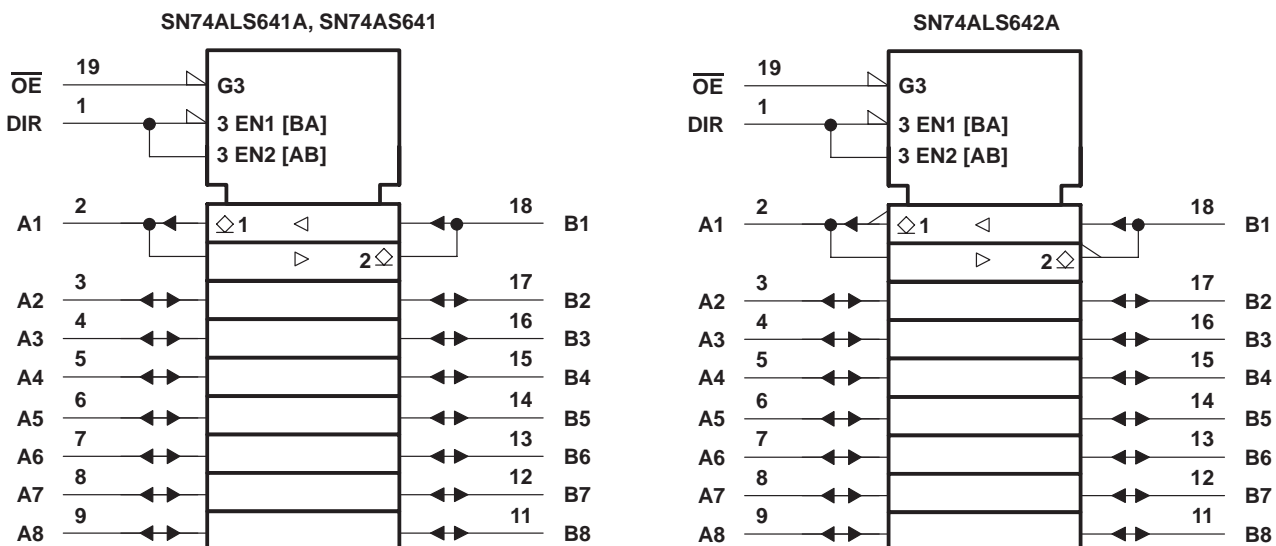 SN74ALS641A, SN74AS641
OE 19 G3
DIR 1 3 EN1 [BA]
3 EN2 [AB]
A1 2 1 18 B1
2
A2 3 17 B2
A3 4 16 B3
A4 5 15 B4
A5 6 14 B5
A6 7 13 B6
A7 8 12 B7
A8 9 11 B8
SN74ALS642A
OE 19 G3
DIR 1 3 EN1 [BA]
3 EN2 [AB]
A1 2 1 18 B1
2
A2 3 17 B2
A3 4 16 B3
A4 5 15 B4
A5 6 14 B5
A6 7 13 B6
A7 8 12 B7
A8 9 11 B8